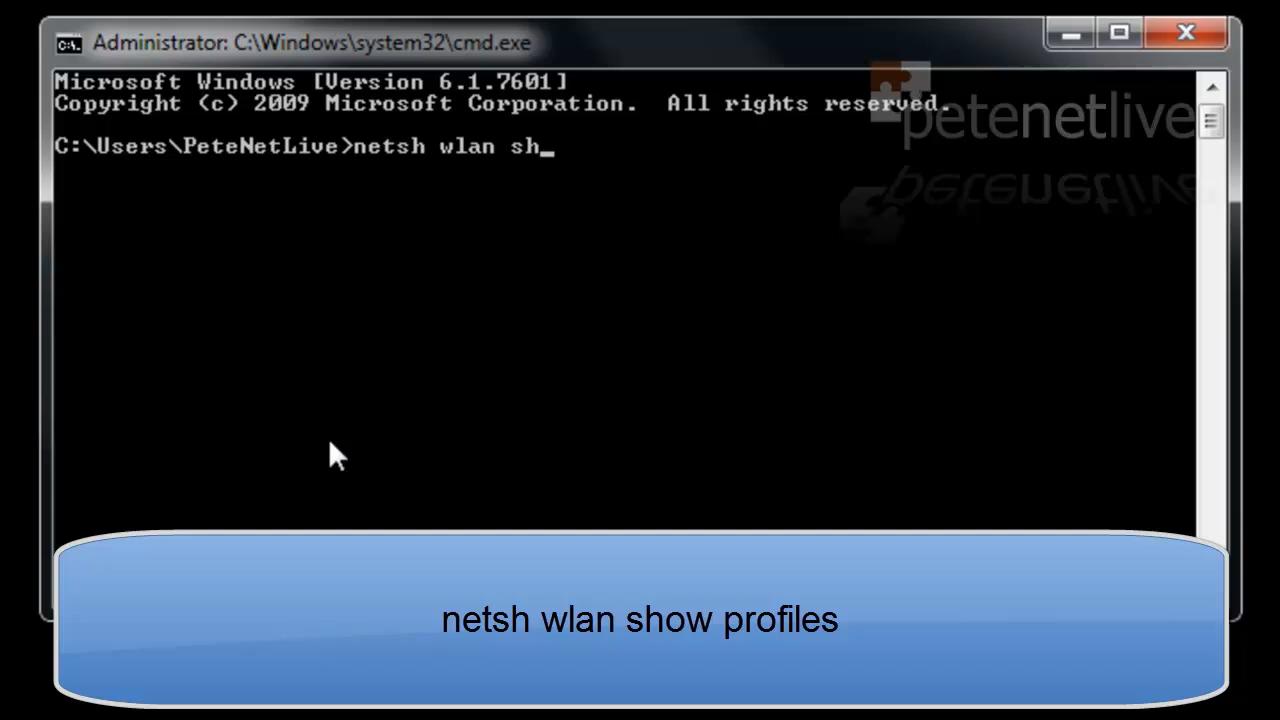 Administrator: C:\Windows\system32\cmd.exe
Microsoft Windows [Version 6.1.7601]
Copyright (c) 2009 Microsoft Corporation.  All rights reserved.
petenetlive
C:\Users\PeteNetLive>netsh wlan sh_
netsh wlan show profiles